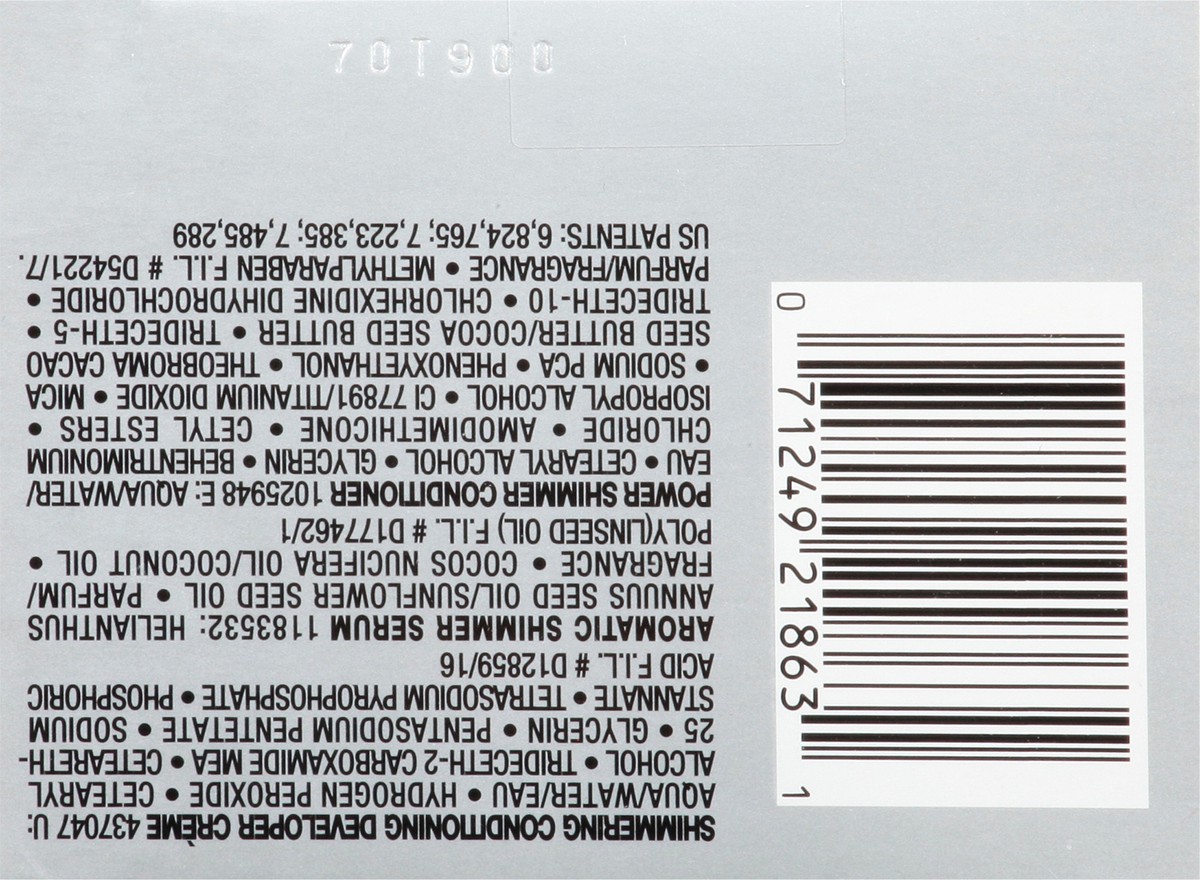 SHIMMERING CONDITIONING DEVELOPER CRÈME 437047 U:
AQUA/WATER/EAU • HYDROGEN PEROXIDE • CETEARYL
ALCOHOL • TRIDECETH-2 CARBOXAMIDE MEA • CETEARETH-
25 • GLYCERIN • PENTASODIUM PENTETATE • SODIUM
STANNATE • TETRASODIUM PYROPHOSPHATE • PHOSPHORIC
ACID F.I.L. # D12859/16
AROMATIC SHIMMER SERUM 1183532: HELIANTHUS
ANNUUS SEED OIL/SUNFLOWER SEED OIL • PARFUM/
FRAGRANCE • COCOS NUCIFERA OIL/COCONUT OIL •
POLY(LINSEED OIL) F.I.L. # D177462/1
POWER SHIMMER CONDITIONER 1025948 E: AQUA/WATER/
EAU • CETEARYL ALCOHOL • GLYCERIN • BEHENTRIMONIUM
CHLORIDE • AMODIMETHICONE • CETYL ESTERS •
ISOPROPYL ALCOHOL • CI 77891/TITANIUM DIOXIDE • MICA
• SODIUM PCA • PHENOXYETHANOL • THEOBROMA CACAO
SEED BUTTER/COCOA SEED BUTTER • TRIDECETH-5 •
TRIDECETH-10 • CHLORHEXIDINE DIHYDROCHLORIDE •
PARFUM/FRAGRANCE • METHYLPARABEN F.I.L. # D54221/7.
US PATENTS: 6,824,765; 7,223,385; 7,485,289
0 71249 21863 1
70T900